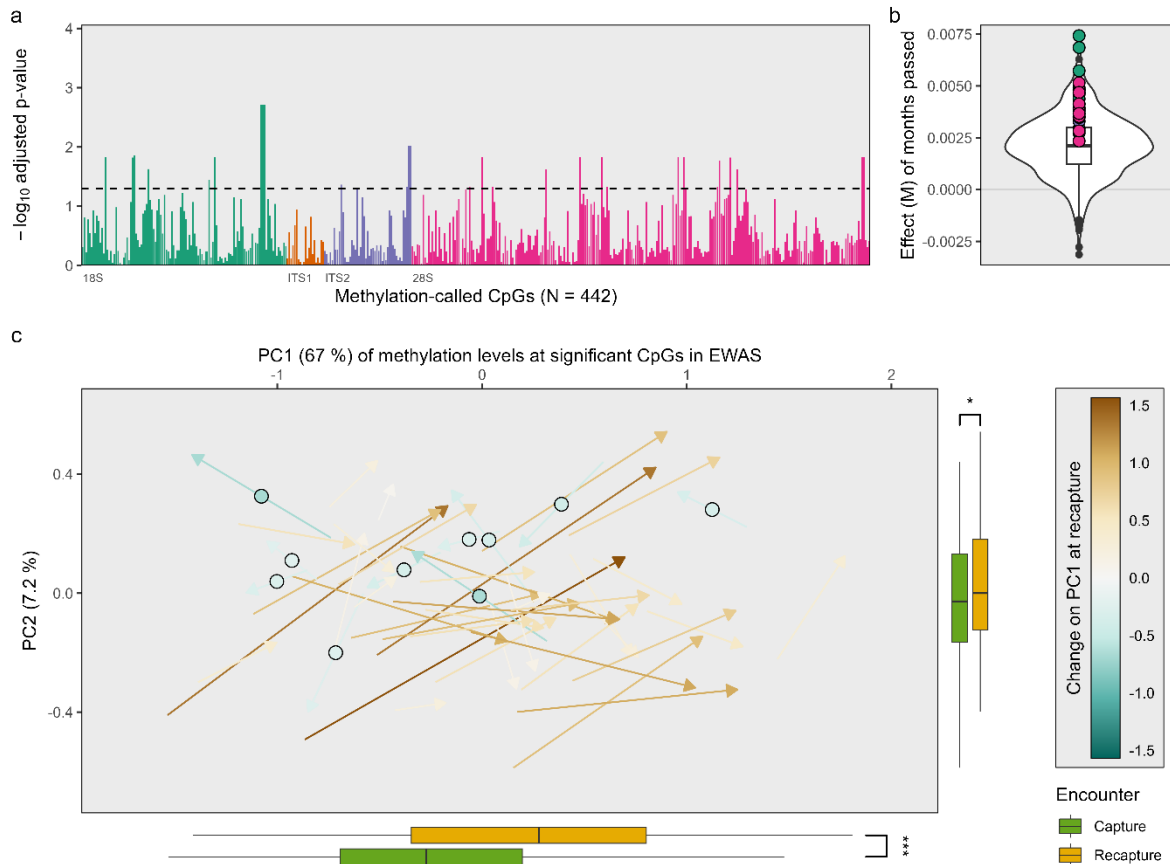 a
− log₁₀ adjusted p-value
4
3
2
1
0
18S
ITS1
ITS2
28S
Methylation-called CpGs (N = 442)
b
Effect (M) of months passed
0.0075
0.0050
0.0025
0.0000
-0.0025
c
PC1 (67 %) of methylation levels at significant CpGs in EWAS
-1
0
1
2
PC2 (7.2 %)
0.4
0.0
-0.4
*
***
Change on PC1 at recapture
1.5
1.0
0.5
0.0
-0.5
-1.0
-1.5
Encounter
Capture
Recapture